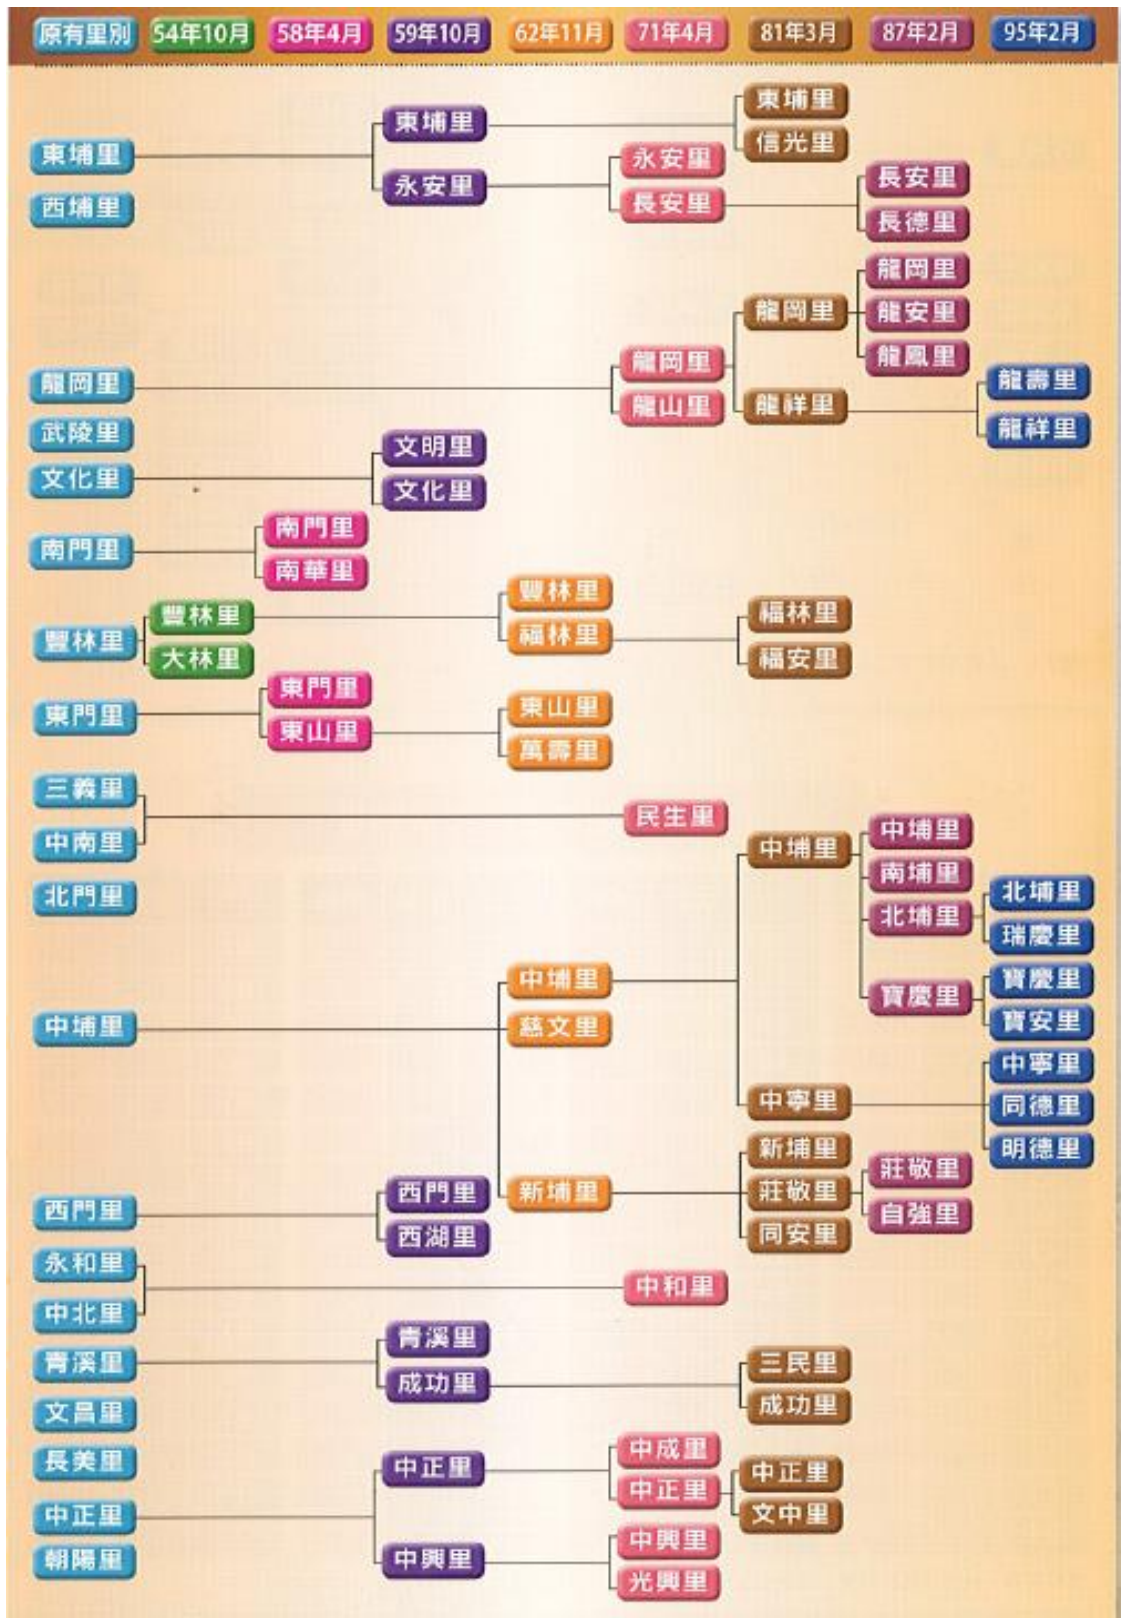 原有里別 54年10月 58年4月 59年10月 62年11月 71年4月 81年3月 87年2月 95年2月
東埔里
東埔里
信光里
東埔里
永安里
永安里
長安里
長安里
長德里
西埔里
龍岡里
龍岡里
龍岡里
龍岡里
龍安里
龍鳳里
龍祥里
龍壽里
龍祥里
龍山里
武陵里
文化里
文明里
文化里
南門里
南門里
南華里
豐林里
豐林里
豐林里
福林里
福林里
福安里
大林里
東門里
東門里
東山里
東山里
萬壽里
三義里
中南里
民生里
北門里
中埔里
中埔里
中埔里
中埔里
南埔里
北埔里
北埔里
瑞慶里
寶慶里
寶慶里
寶安里
中寧里
中寧里
同德里
明德里
慈文里
新埔里
新埔里
莊敬里
莊敬里
自強里
同安里
西門里
西門里
西湖里
永和里
中北里
中和里
青溪里
青溪里
成功里
三民里
成功里
文昌里
長美里
中正里
中正里
中成里
中正里
中正里
文中里
中興里
中興里
光興里
朝陽里